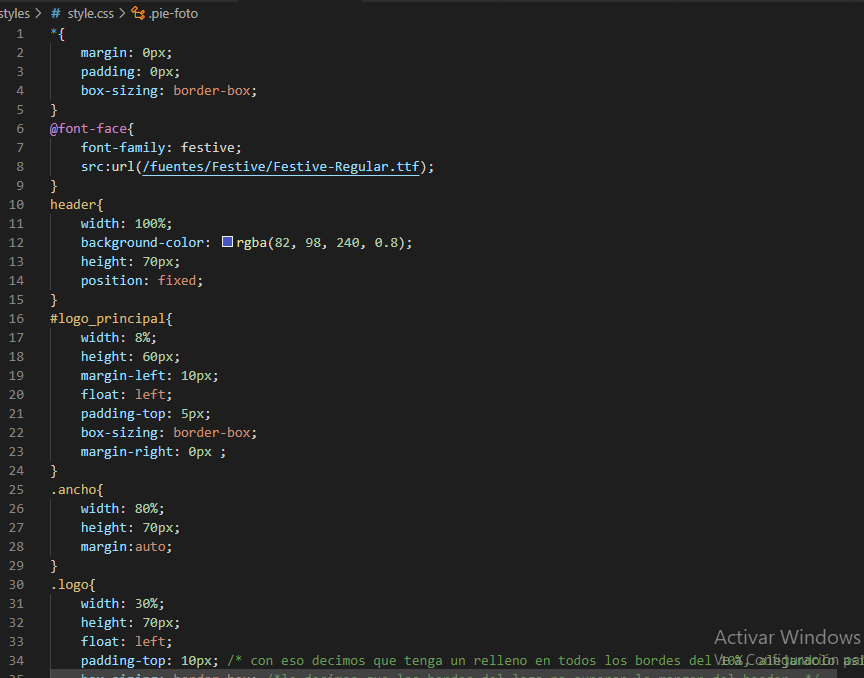 styles > # style.css > .pie-foto
1 *{
2 margin: 0px;
3 padding: 0px;
4 box-sizing: border-box;
5 }
6 @font-face{
7 font-family: festive;
8 src:url(/fuentes/Festive/Festive-Regular.ttf);
9 }
10 header{
11 width: 100%;
12 background-color: rgba(82, 98, 240, 0.8);
13 height: 70px;
14 position: fixed;
15 }
16 #logo_principal{
17 width: 8%;
18 height: 60px;
19 margin-left: 10px;
20 float: left;
21 padding-top: 5px;
22 box-sizing: border-box;
23 margin-right: 0px ;
24 }
25 .ancho{
26 width: 80%;
27 height: 70px;
28 margin:auto;
29 }
30 .logo{
31 width: 30%;
32 height: 70px;
33 float: left;
Activar Windows
34 padding-top: 10px; /* con eso decimos que tenga un relleno en todos los bordes del 10%,
Ve a Configuración